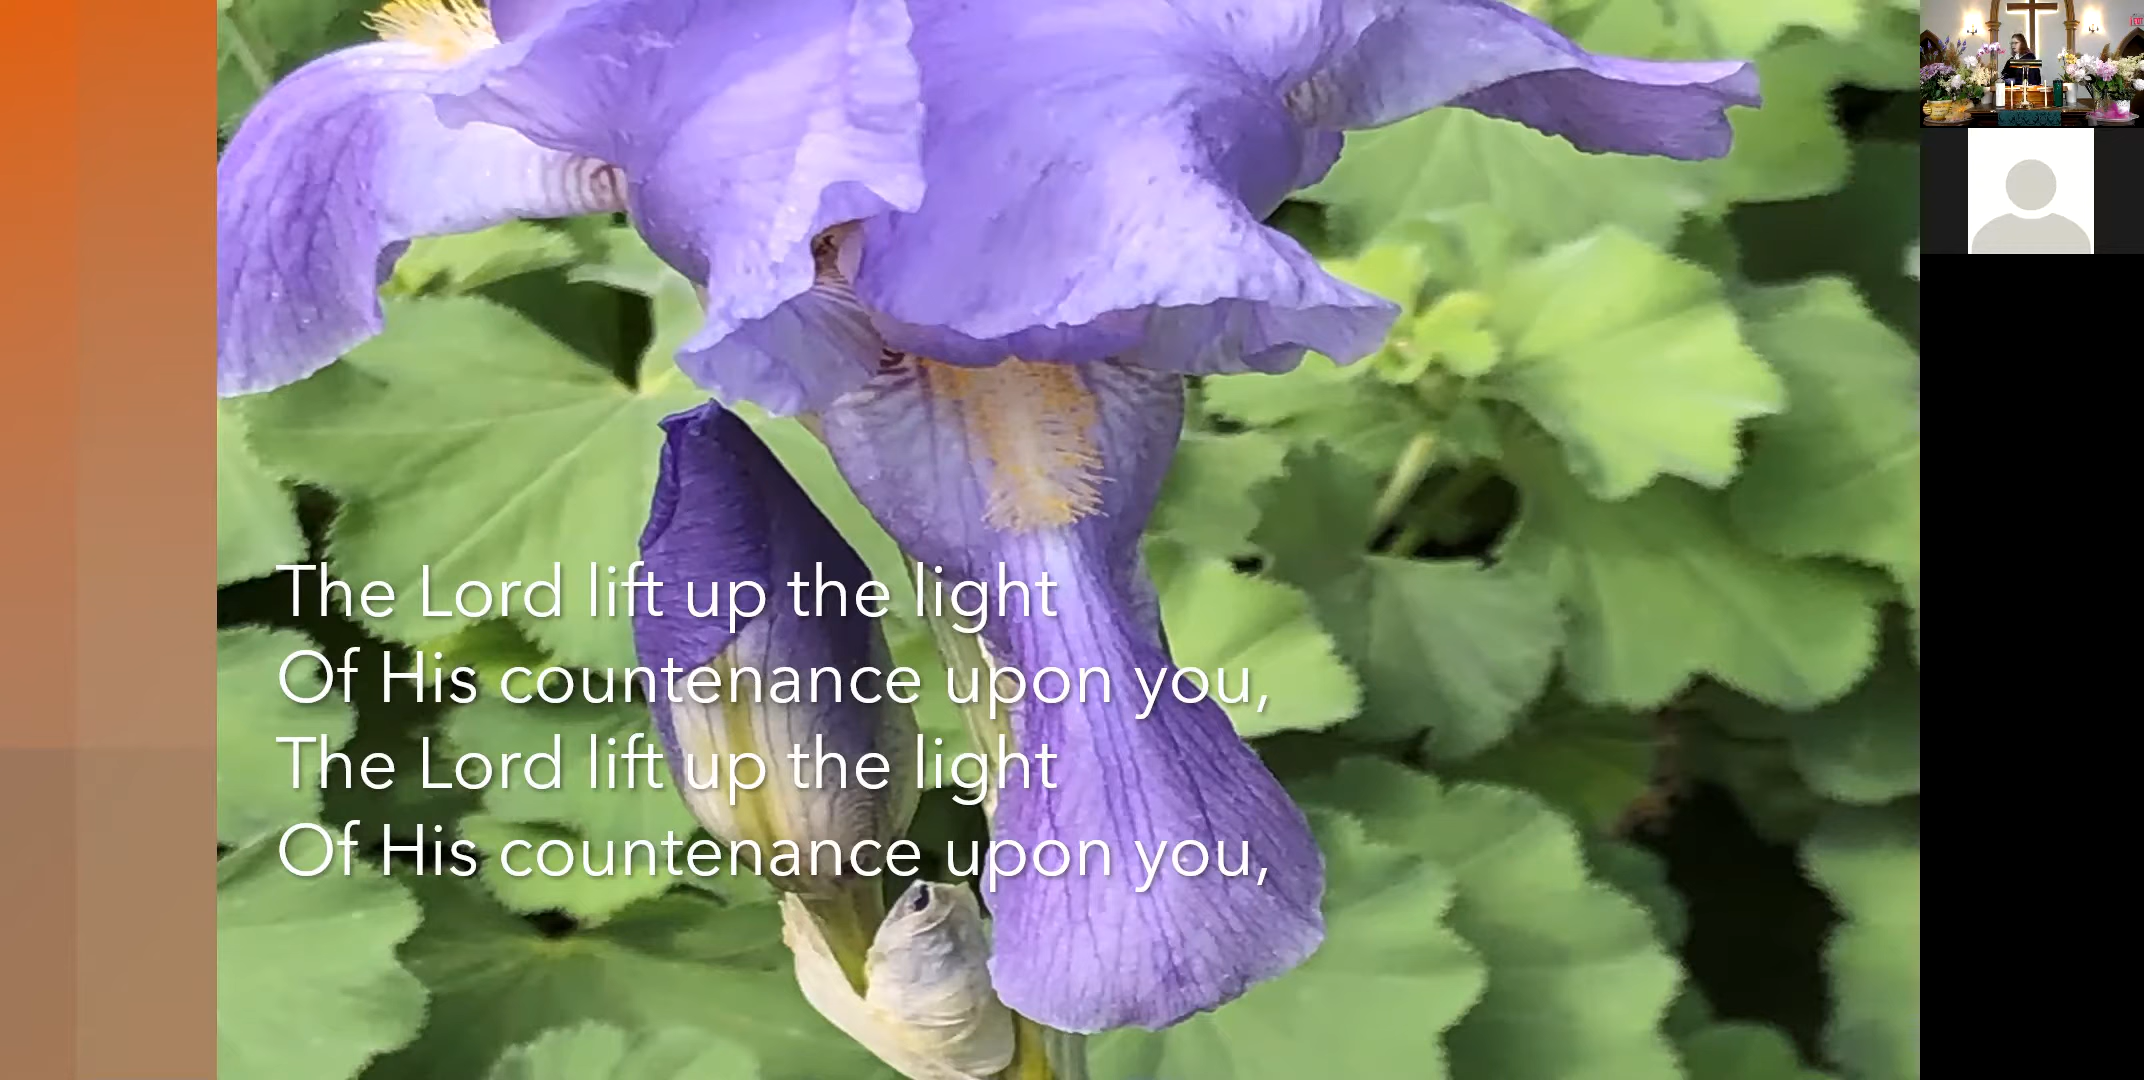 The Lord lift up the light
Of His countenance upon you,
The Lord lift up the light
Of His countenance upon you,